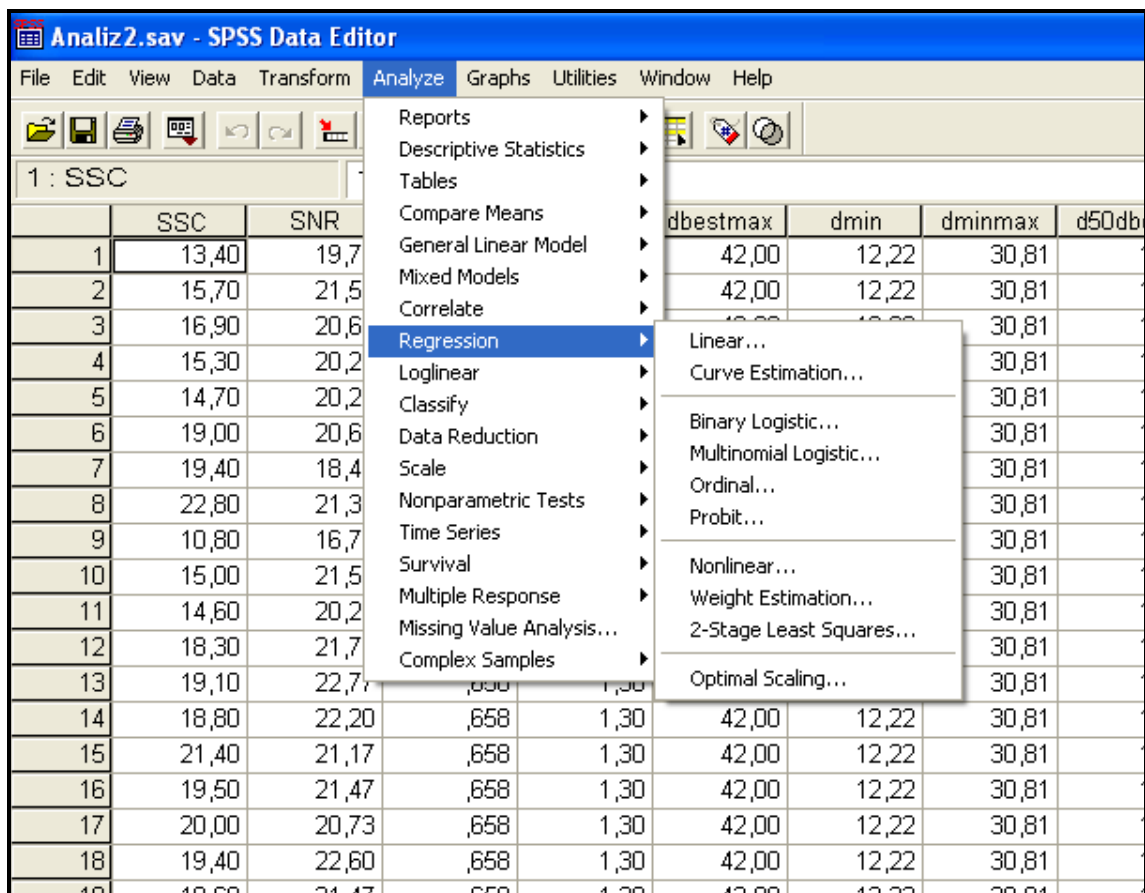 SPSS Analiz2.sav - SPSS Data Editor
File Edit View Data Transform Analyze Graphs Utilities Window Help
1 : SSC
SSC SNR dbestmax dmin dminmax
1 13,40 19,7 42,00 12,22 30,81
2 15,70 21,5 42,00 12,22 30,81
3 16,90 20,6 30,81
4 15,30 20,2 30,81
5 14,70 20,2 30,81
6 19,00 20,6 30,81
7 19,40 18,4 30,81
8 22,80 21,3 30,81
9 10,80 16,7 30,81
10 15,00 21,5 30,81
11 14,60 20,2 30,81
12 18,30 21,7 30,81
13 19,10 22,77 30,81
14 18,80 22,20 ,658 1,30 42,00 12,22 30,81
15 21,40 21,17 ,658 1,30 42,00 12,22 30,81
16 19,50 21,47 ,658 1,30 42,00 12,22 30,81
17 20,00 20,73 ,658 1,30 42,00 12,22 30,81
18 19,40 22,60 ,658 1,30 42,00 12,22 30,81
Reports
Descriptive Statistics
Tables
Compare Means
General Linear Model
Mixed Models
Correlate
Regression
Loglinear
Classify
Data Reduction
Scale
Nonparametric Tests
Time Series
Survival
Multiple Response
Missing Value Analysis...
Complex Samples
Linear...
Curve Estimation...
Binary Logistic...
Multinomial Logistic...
Ordinal...
Probit...
Nonlinear...
Weight Estimation...
2-Stage Least Squares...
Optimal Scaling...